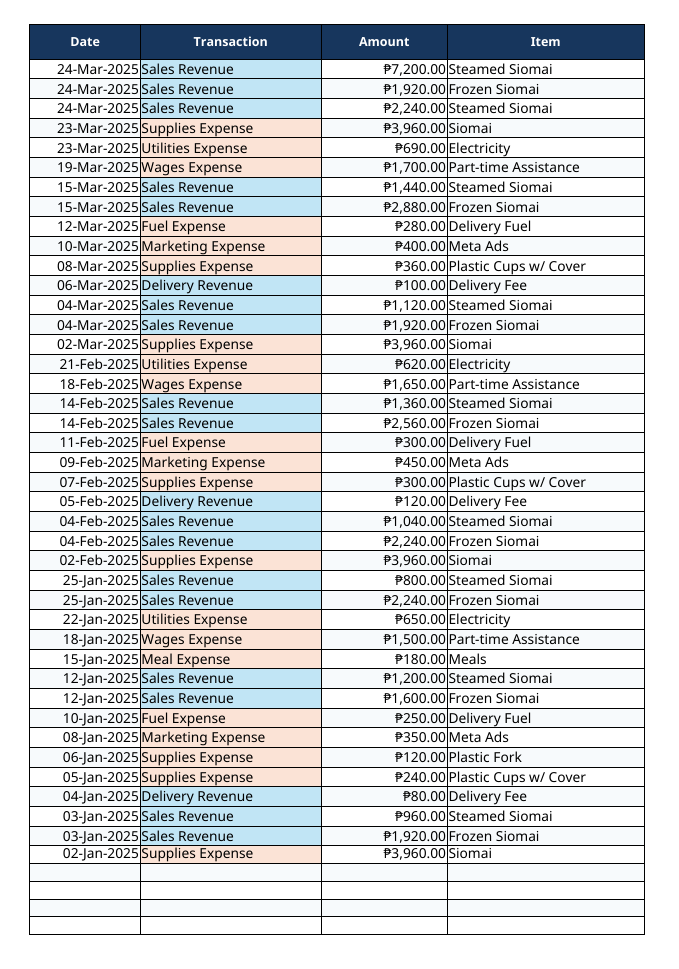 Date Transaction Amount Item
24-Mar-2025 Sales Revenue ₱7,200.00 Steamed Siomai
24-Mar-2025 Sales Revenue ₱1,920.00 Frozen Siomai
24-Mar-2025 Sales Revenue ₱2,240.00 Steamed Siomai
23-Mar-2025 Supplies Expense ₱3,960.00 Siomai
23-Mar-2025 Utilities Expense ₱690.00 Electricity
19-Mar-2025 Wages Expense ₱1,700.00 Part-time Assistance
15-Mar-2025 Sales Revenue ₱1,440.00 Steamed Siomai
15-Mar-2025 Sales Revenue ₱2,880.00 Frozen Siomai
12-Mar-2025 Fuel Expense ₱280.00 Delivery Fuel
10-Mar-2025 Marketing Expense ₱400.00 Meta Ads
08-Mar-2025 Supplies Expense ₱360.00 Plastic Cups w/ Cover
06-Mar-2025 Delivery Revenue ₱100.00 Delivery Fee
04-Mar-2025 Sales Revenue ₱1,120.00 Steamed Siomai
04-Mar-2025 Sales Revenue ₱1,920.00 Frozen Siomai
02-Mar-2025 Supplies Expense ₱3,960.00 Siomai
21-Feb-2025 Utilities Expense ₱620.00 Electricity
18-Feb-2025 Wages Expense ₱1,650.00 Part-time Assistance
14-Feb-2025 Sales Revenue ₱1,360.00 Steamed Siomai
14-Feb-2025 Sales Revenue ₱2,560.00 Frozen Siomai
11-Feb-2025 Fuel Expense ₱300.00 Delivery Fuel
09-Feb-2025 Marketing Expense ₱450.00 Meta Ads
07-Feb-2025 Supplies Expense ₱300.00 Plastic Cups w/ Cover
05-Feb-2025 Delivery Revenue ₱120.00 Delivery Fee
04-Feb-2025 Sales Revenue ₱1,040.00 Steamed Siomai
04-Feb-2025 Sales Revenue ₱2,240.00 Frozen Siomai
02-Feb-2025 Supplies Expense ₱3,960.00 Siomai
25-Jan-2025 Sales Revenue ₱800.00 Steamed Siomai
25-Jan-2025 Sales Revenue ₱2,240.00 Frozen Siomai
22-Jan-2025 Utilities Expense ₱650.00 Electricity
18-Jan-2025 Wages Expense ₱1,500.00 Part-time Assistance
15-Jan-2025 Meal Expense ₱180.00 Meals
12-Jan-2025 Sales Revenue ₱1,200.00 Steamed Siomai
12-Jan-2025 Sales Revenue ₱1,600.00 Frozen Siomai
10-Jan-2025 Fuel Expense ₱250.00 Delivery Fuel
08-Jan-2025 Marketing Expense ₱350.00 Meta Ads
06-Jan-2025 Supplies Expense ₱120.00 Plastic Fork
05-Jan-2025 Supplies Expense ₱240.00 Plastic Cups w/ Cover
04-Jan-2025 Delivery Revenue ₱80.00 Delivery Fee
03-Jan-2025 Sales Revenue ₱960.00 Steamed Siomai
03-Jan-2025 Sales Revenue ₱1,920.00 Frozen Siomai
02-Jan-2025 Supplies Expense ₱3,960.00 Siomai